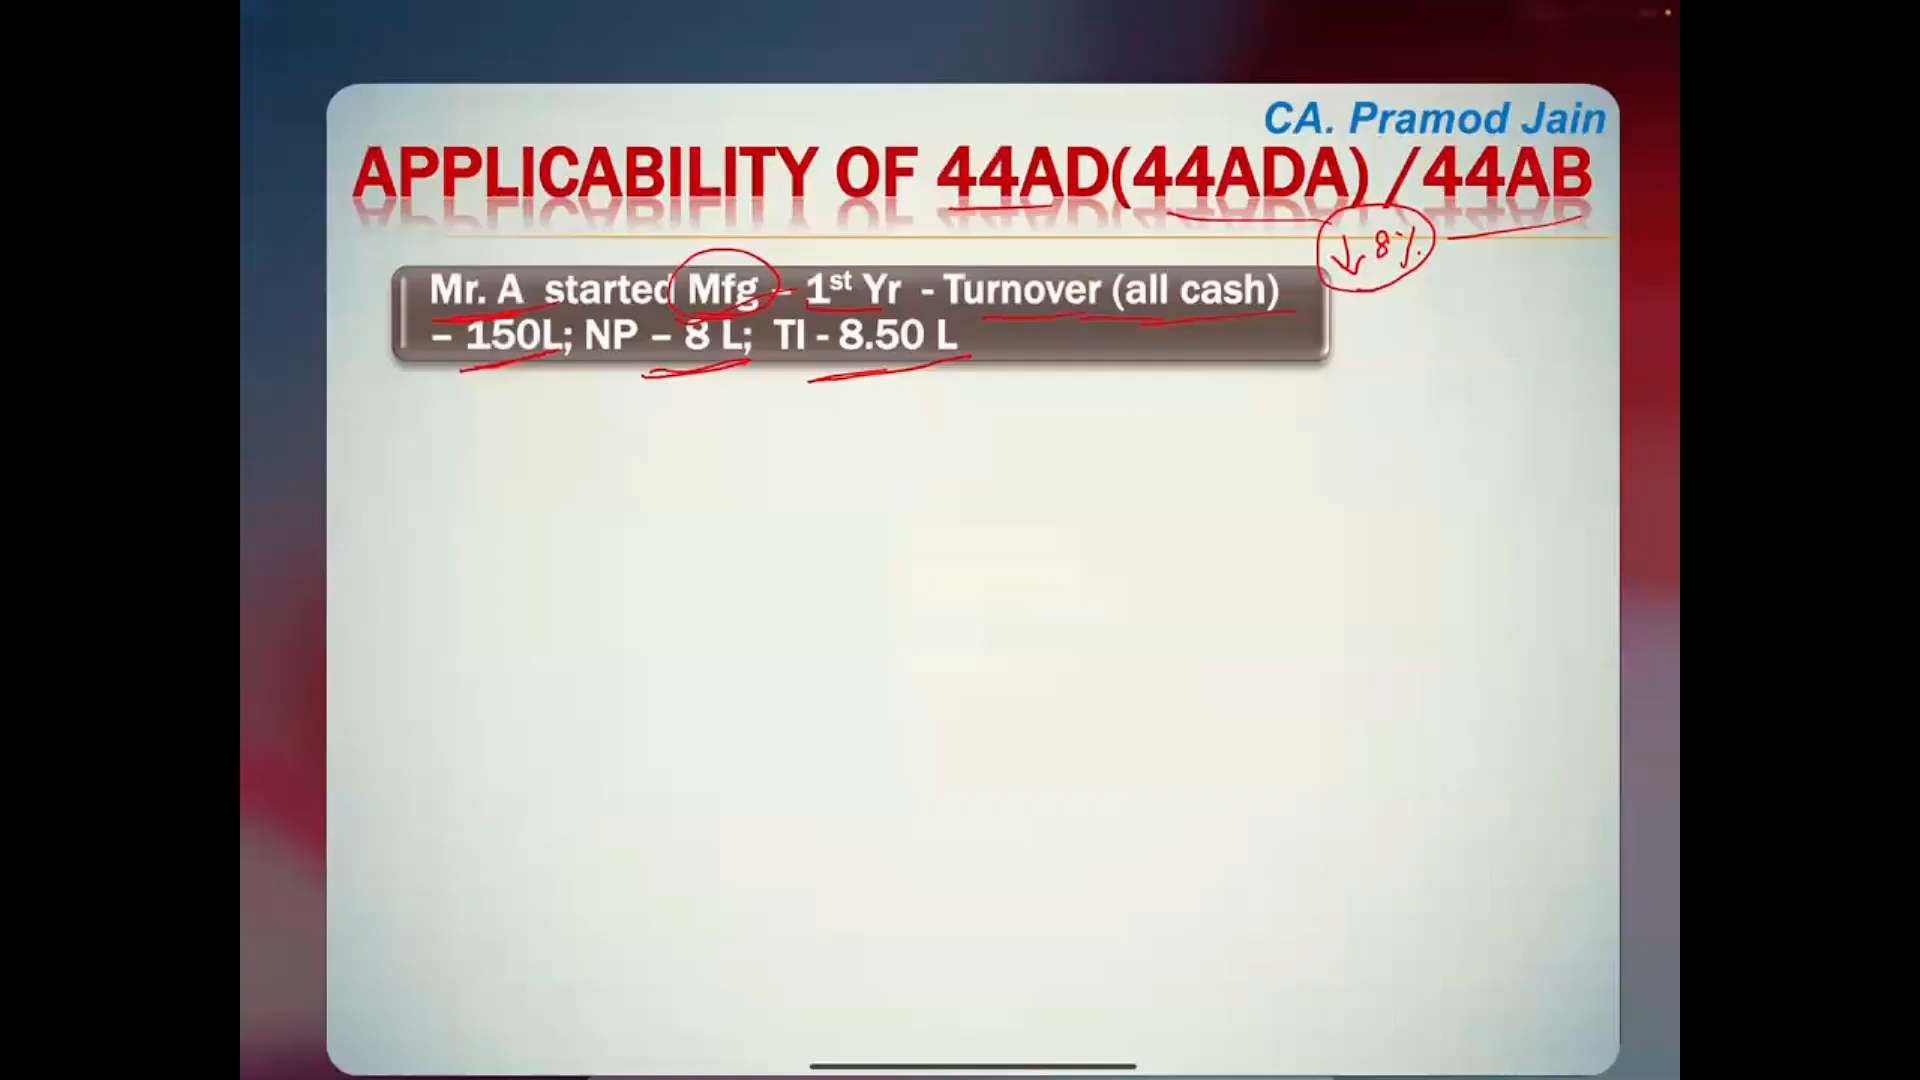 CA. Pramod Jain
APPLICABILITY OF 44AD(44ADA) /44AB
↓ 8%
Mr. A started Mfg – 1st Yr - Turnover (all cash)
– 150L; NP – 8 L; TI - 8.50 L